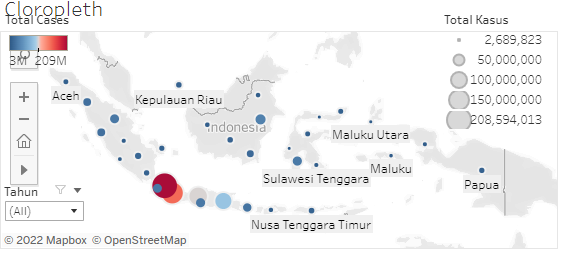 Cloropleth
Total Cases
3M 209M
Total Kasus
2,689,823
50,000,000
100,000,000
150,000,000
208,594,013
Aceh
Kepulauan Riau
Indonesia
Maluku Utara
Sulawesi Tenggara
Maluku
Papua
Nusa Tenggara Timur
Tahun
(All)
© 2022 Mapbox © OpenStreetMap